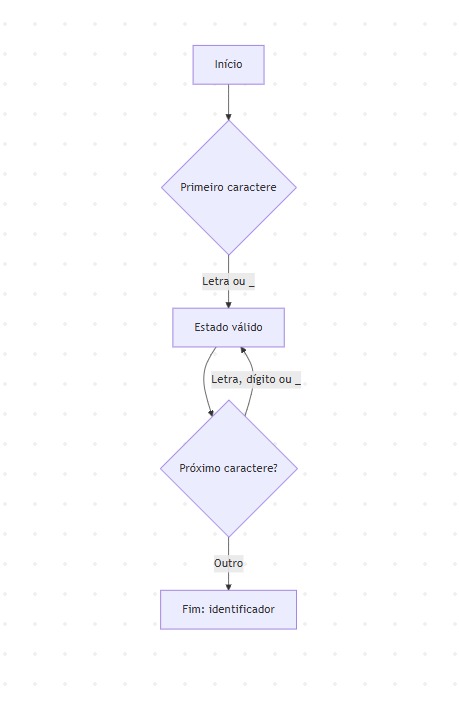 Início
Primeiro caractere
Letra ou _
Estado válido
Letra, dígito ou _
Próximo caractere?
Outro
Fim: identificador